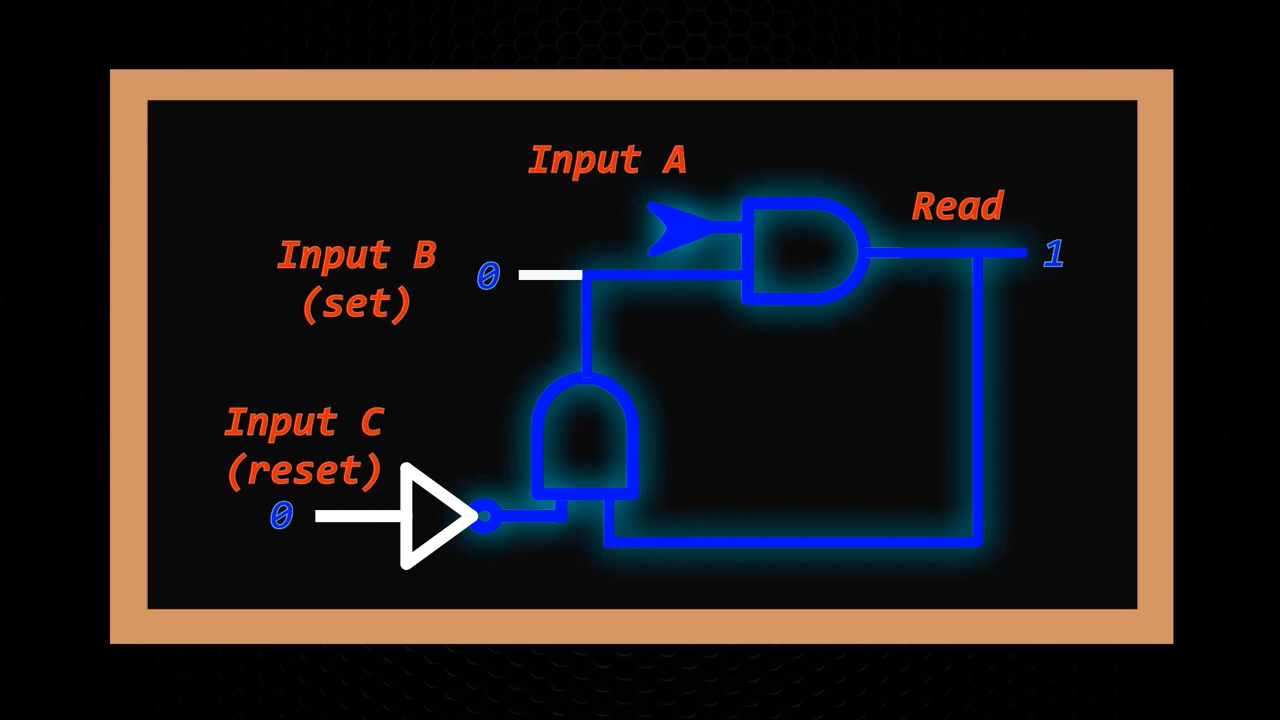 Input A
Read
1
Input B
(set)
0
Input C
(reset)
0